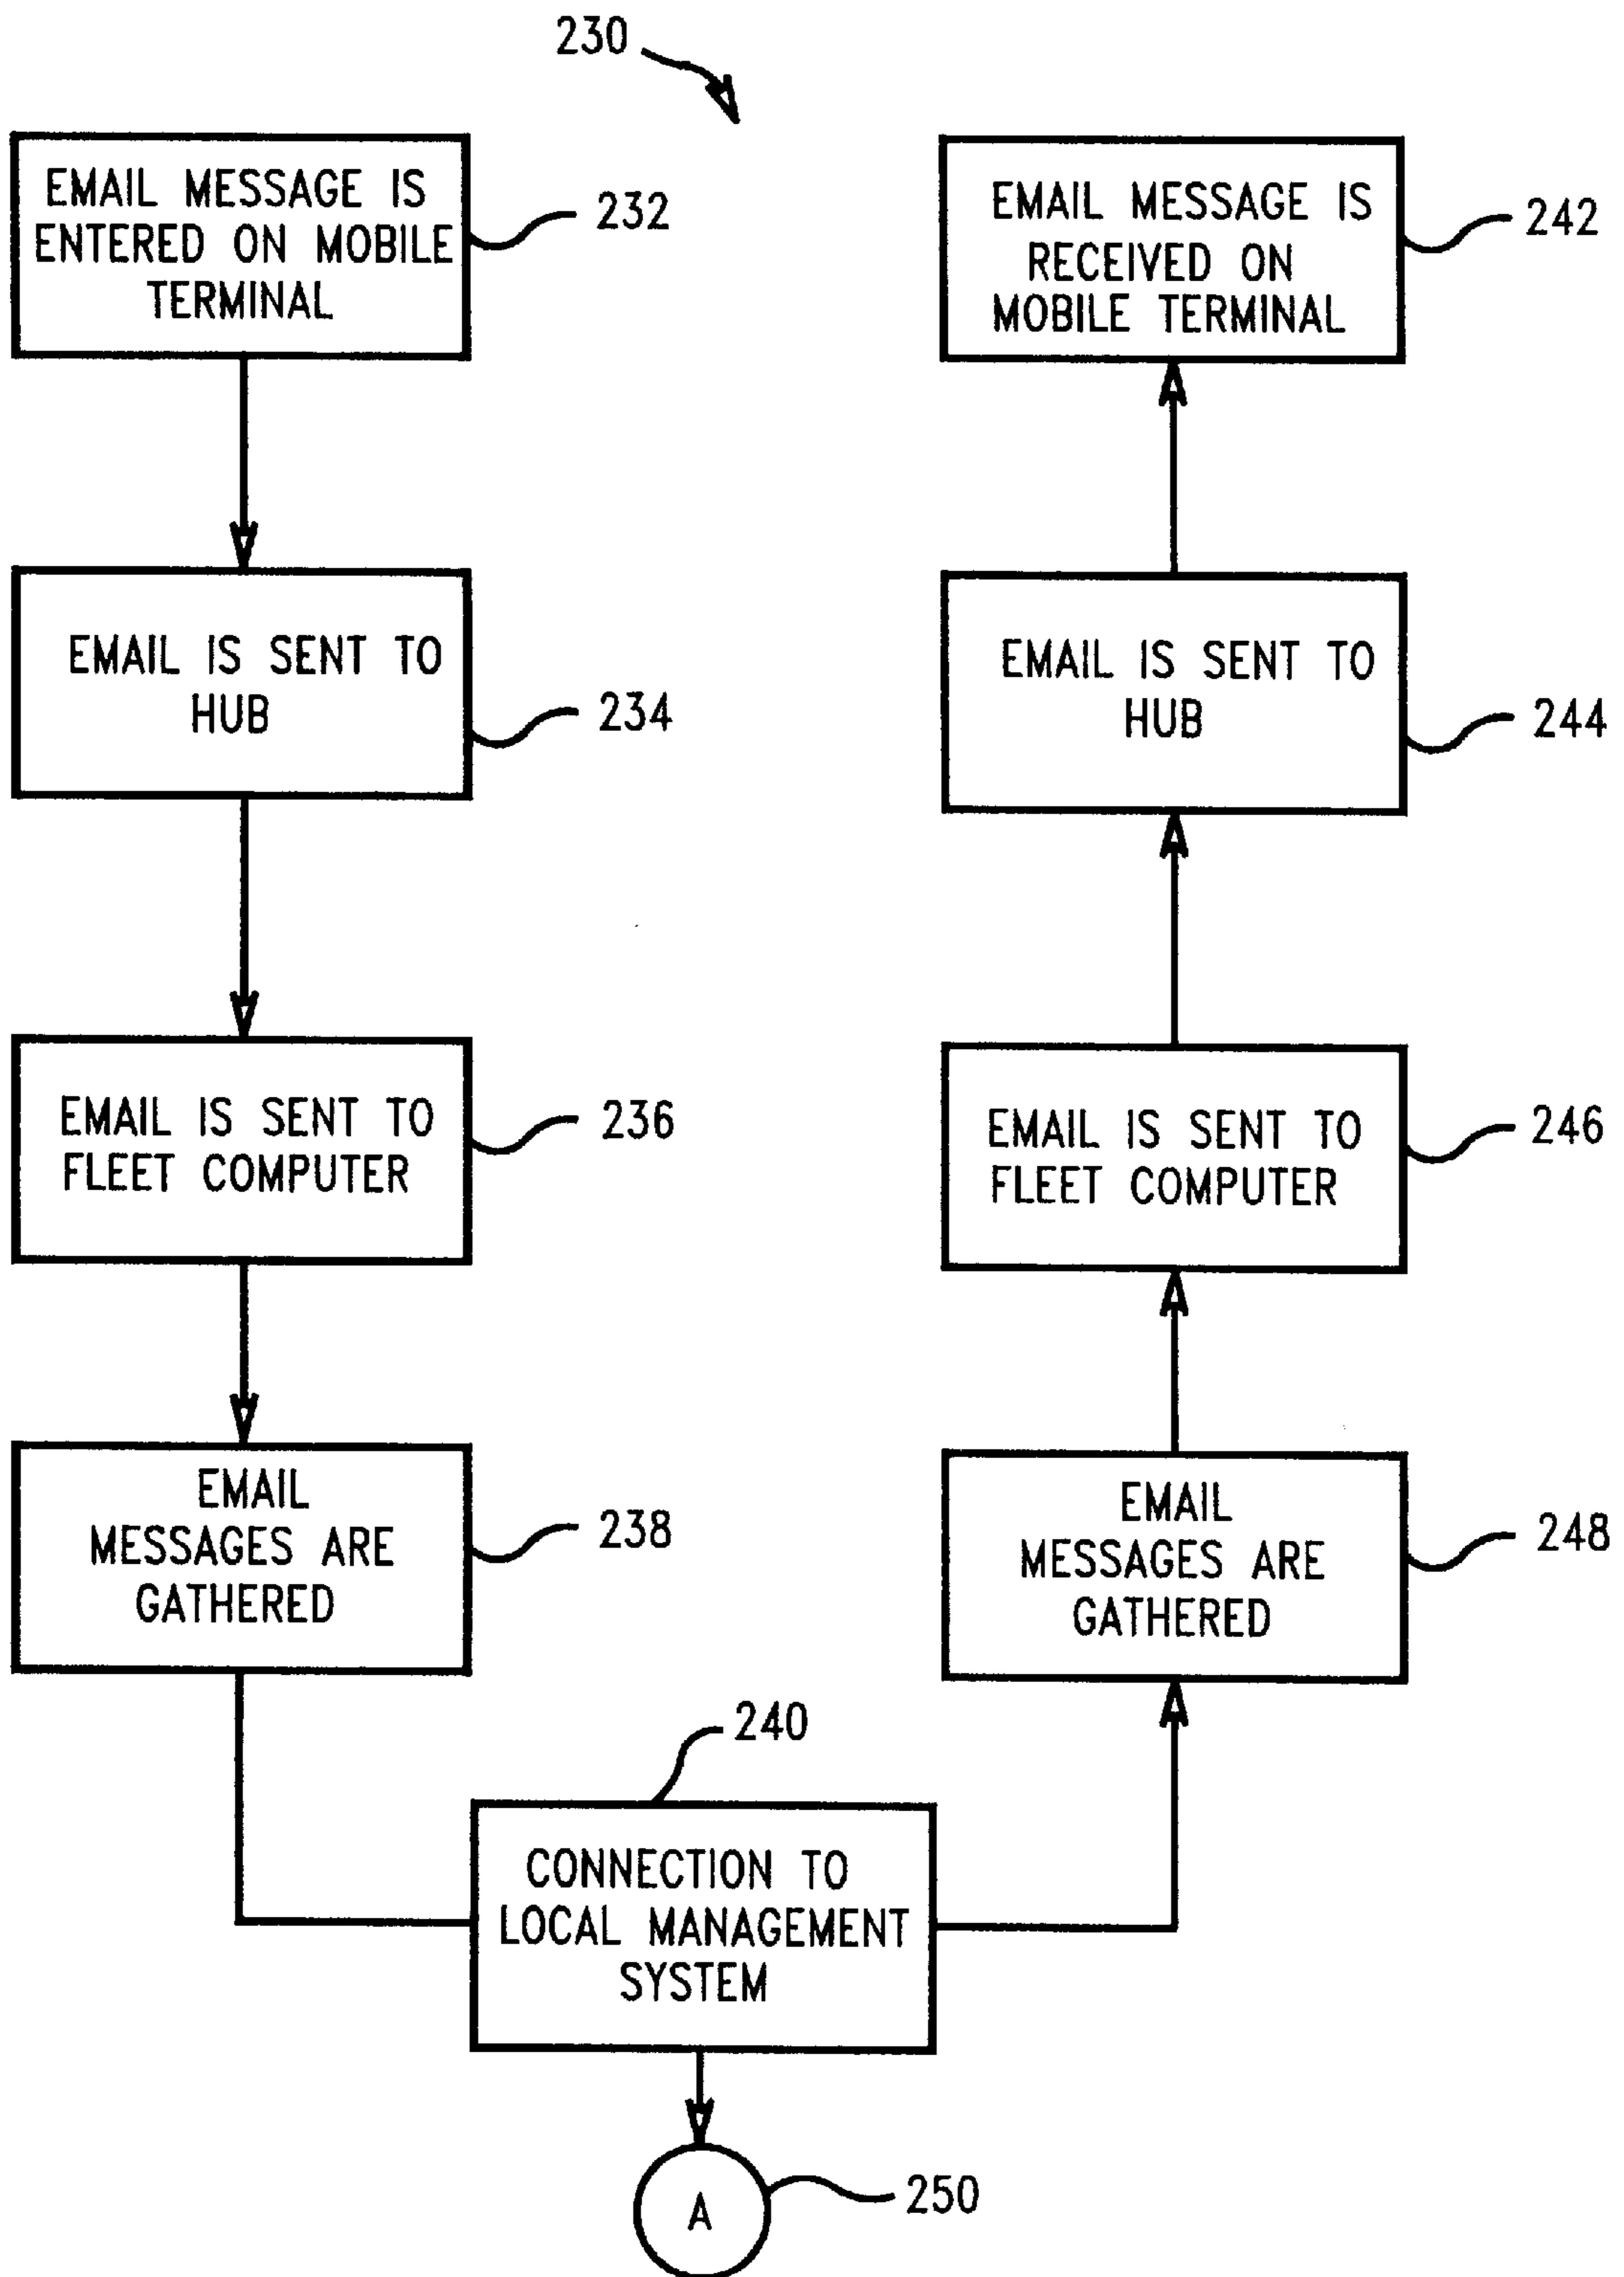 230
EMAIL MESSAGE IS
ENTERED ON MOBILE
TERMINAL
232
EMAIL IS SENT TO
HUB
234
EMAIL IS SENT TO
FLEET COMPUTER
236
EMAIL
MESSAGES ARE
GATHERED
238
240
CONNECTION TO
LOCAL MANAGEMENT
SYSTEM
EMAIL MESSAGE IS
RECEIVED ON
MOBILE TERMINAL
242
EMAIL IS SENT TO
HUB
244
EMAIL IS SENT TO
FLEET COMPUTER
246
EMAIL
MESSAGES ARE
GATHERED
248
A
250